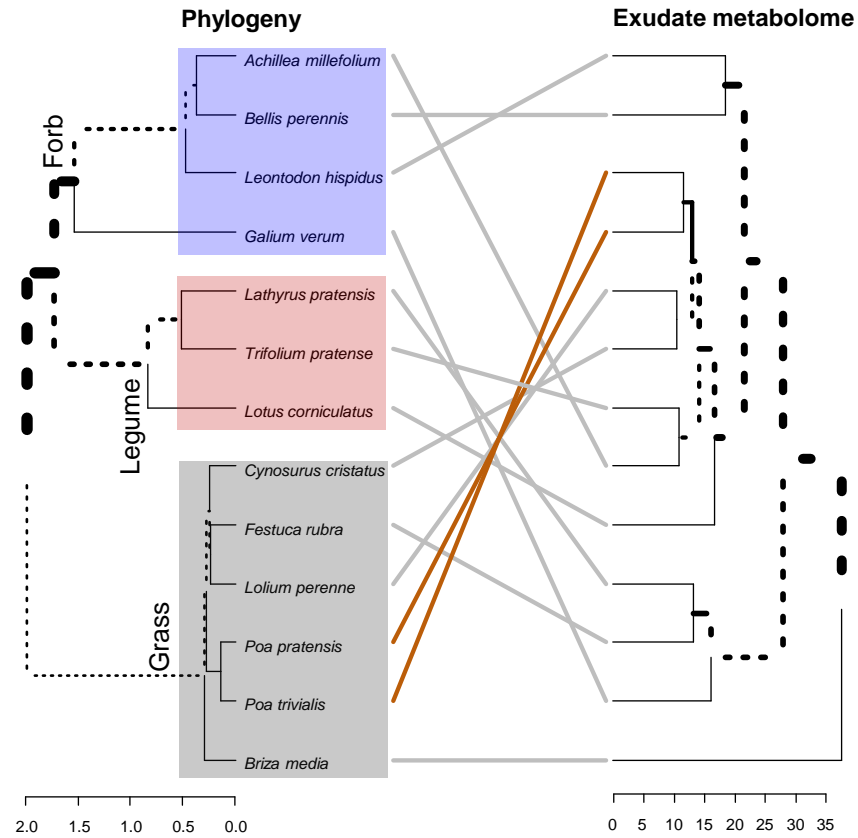 Phylogeny
Exudate metabolome
Achillea millefolium
Bellis perennis
Forb
Leontodon hispidus
Galium verum
Lathyrus pratensis
Trifolium pratense
Legume
Lotus corniculatus
Cynosurus cristatus
Festuca rubra
Lolium perenne
Grass
Poa pratensis
Poa trivialis
Briza media
2.0 1.5 1.0 0.5 0.0
0 5 10 15 20 25 30 35